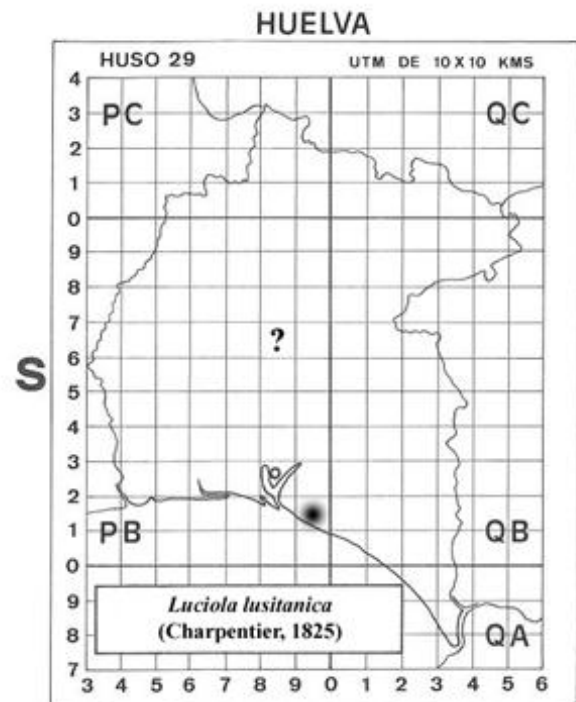 HUELVA
HUSO 29 UTM DE 10 X 10 KMS
4
PC QC
3
2
1
0
9
8
7
?
6
S
5
4
3
2
PB QB
1
0
9
Luciola lusitanica
(Charpentier, 1825)
8
QA
7
3 4 5 6 7 8 9 0 1 2 3 4 5 6